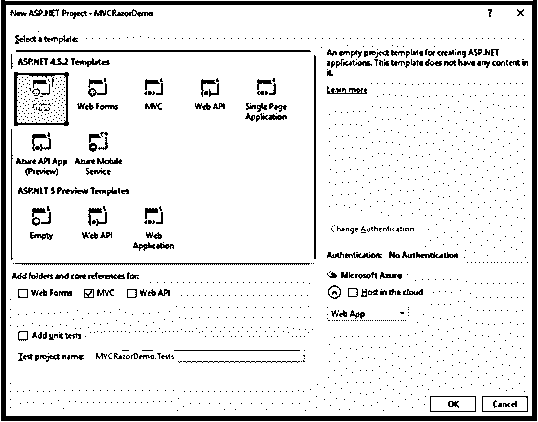 New ASP.NET Project - MVCRazorDemo
? ×
Select a template:
ASP.NET 4.5.2 Templates
Web Forms
MVC
Web API
Single Page
Application
Azure API App
(Preview)
Azure Mobile
Service
ASP.NET 5 Preview Templates
Empty
Web API
Web
Application
An empty project template for creating ASP.NET
applications. This template does not have any content in
it.
Learn more
Change Authentication
Authentication: No Authentication
Microsoft Azure
Host in the cloud
Web App
Add folders and core references for:
Web Forms
MVC
Web API
Add unit tests
Test project name: MVCRazorDemo.Tests
OK
Cancel